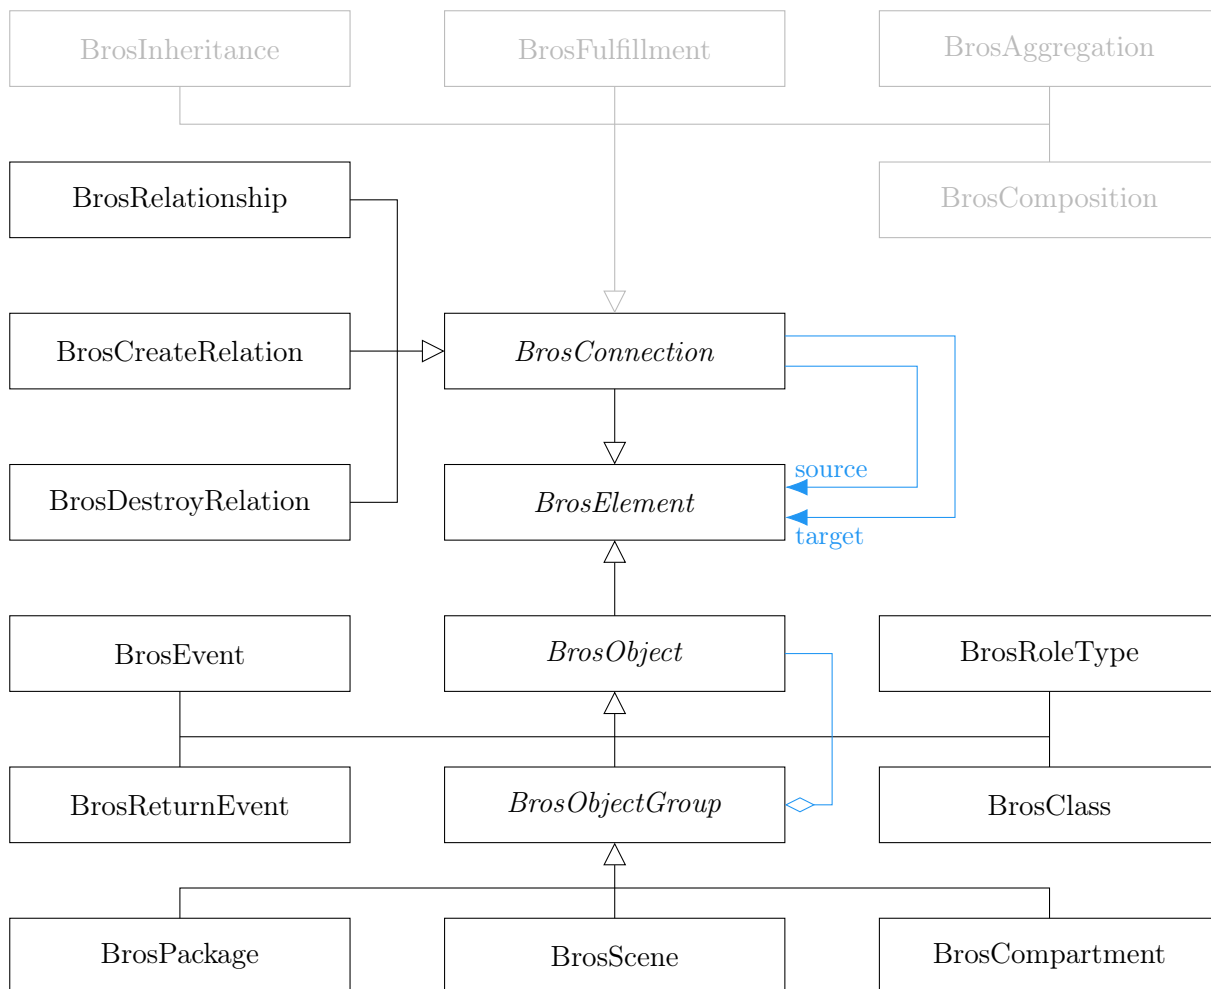 BrosInheritance
BrosFulfillment
BrosAggregation
BrosRelationship
BrosComposition
BrosCreateRelation
BrosConnection
BrosDestroyRelation
BrosElement
source
target
BrosEvent
BrosObject
BrosRoleType
BrosReturnEvent
BrosObjectGroup
BrosClass
BrosPackage
BrosScene
BrosCompartment